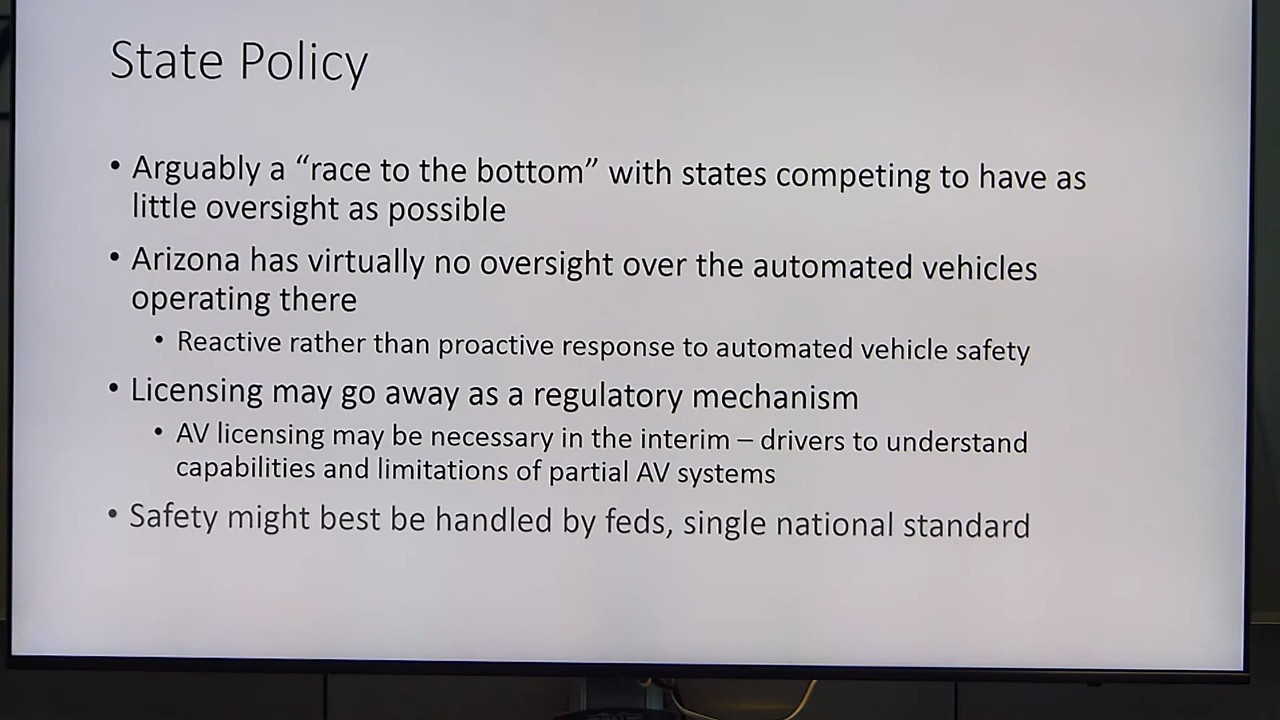 State Policy
• Arguably a “race to the bottom” with states competing to have as
little oversight as possible
• Arizona has virtually no oversight over the automated vehicles
operating there
• Reactive rather than proactive response to automated vehicle safety
• Licensing may go away as a regulatory mechanism
• AV licensing may be necessary in the interim – drivers to understand
capabilities and limitations of partial AV systems
• Safety might best be handled by feds, single national standard